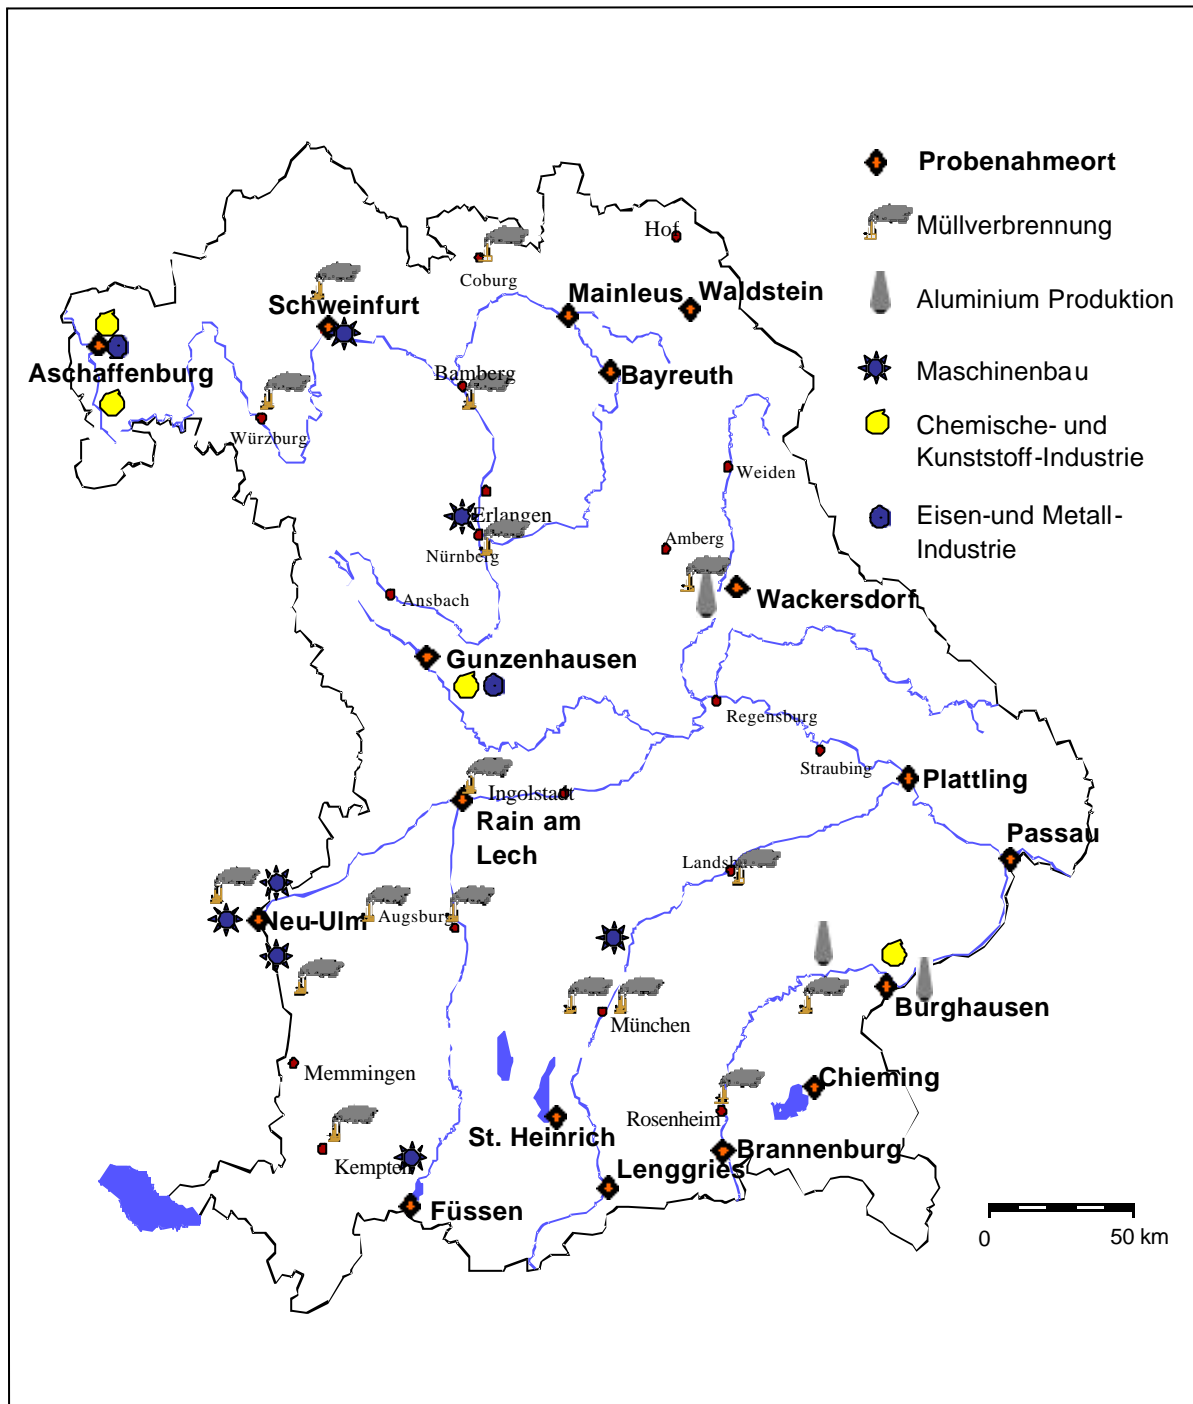 Probenahmeort
Müllverbrennung
Aluminium Produktion
Maschinenbau
Chemische- und
Kunststoff-Industrie
Eisen-und Metall-
Industrie
Hof
Coburg
Schweinfurt
Mainleus
Waldstein
Aschaffenburg
Bamberg
Bayreuth
Würzburg
Weiden
Erlangen
Nürnberg
Amberg
Ansbach
Wackersdorf
Gunzenhausen
Regensburg
Straubing
Plattling
Ingolstadt
Rain am
Lech
Passau
Landshut
Neu-Ulm
Augsburg
Burghausen
München
Memmingen
Chieming
Rosenheim
St. Heinrich
Brannenburg
Kempten
Lenggries
Füssen
0
50 km